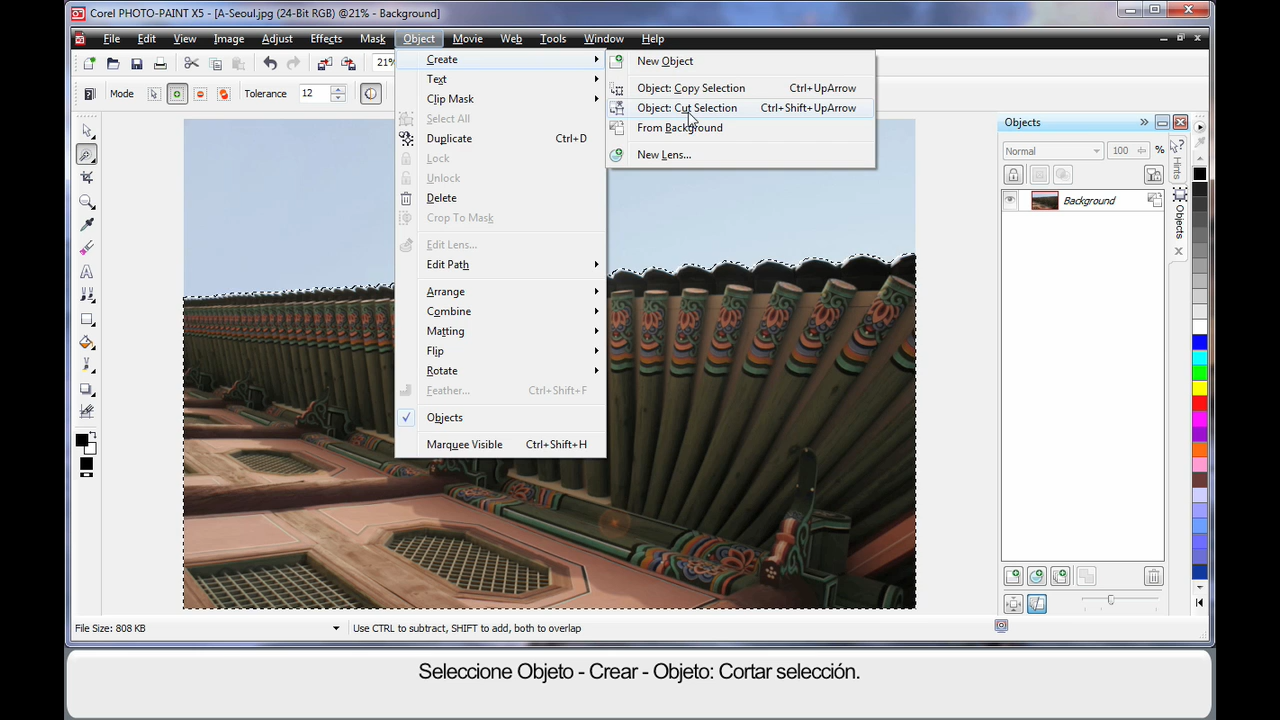 Corel PHOTO-PAINT X5 - [A-Seoul.jpg (24-Bit RGB) @21% - Background]
File Edit View Image Adjust Effects Mask Object Movie Web Tools Window Help
21%
Mode Tolerance 12
Create
Text
Clip Mask
Select All
Duplicate Ctrl+D
Lock
Unlock
Delete
Crop To Mask
Edit Lens...
Edit Path
Arrange
Combine
Matting
Flip
Rotate
Feather... Ctrl+Shift+F
Objects
Marquee Visible Ctrl+Shift+H
New Object
Object: Copy Selection Ctrl+UpArrow
Object: Cut Selection Ctrl+Shift+UpArrow
From Background
New Lens...
Objects
Normal 100 %
Background
Hints
Objects
File Size: 808 KB Use CTRL to subtract, SHIFT to add, both to overlap
Seleccione Objeto - Crear - Objeto: Cortar selección.